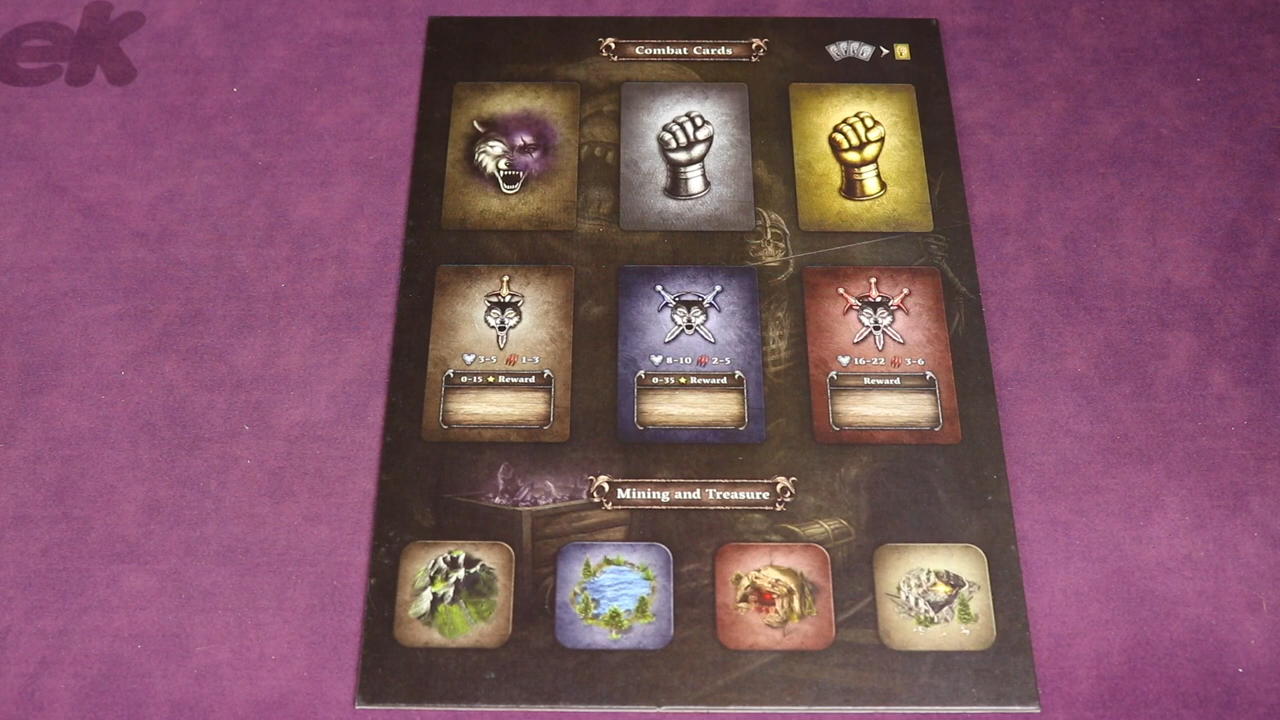 ek
Combat Cards
3-5 1-3
0-15 Reward
8-10 2-5
0-35 Reward
16-22 3-6
Reward
Mining and Treasure